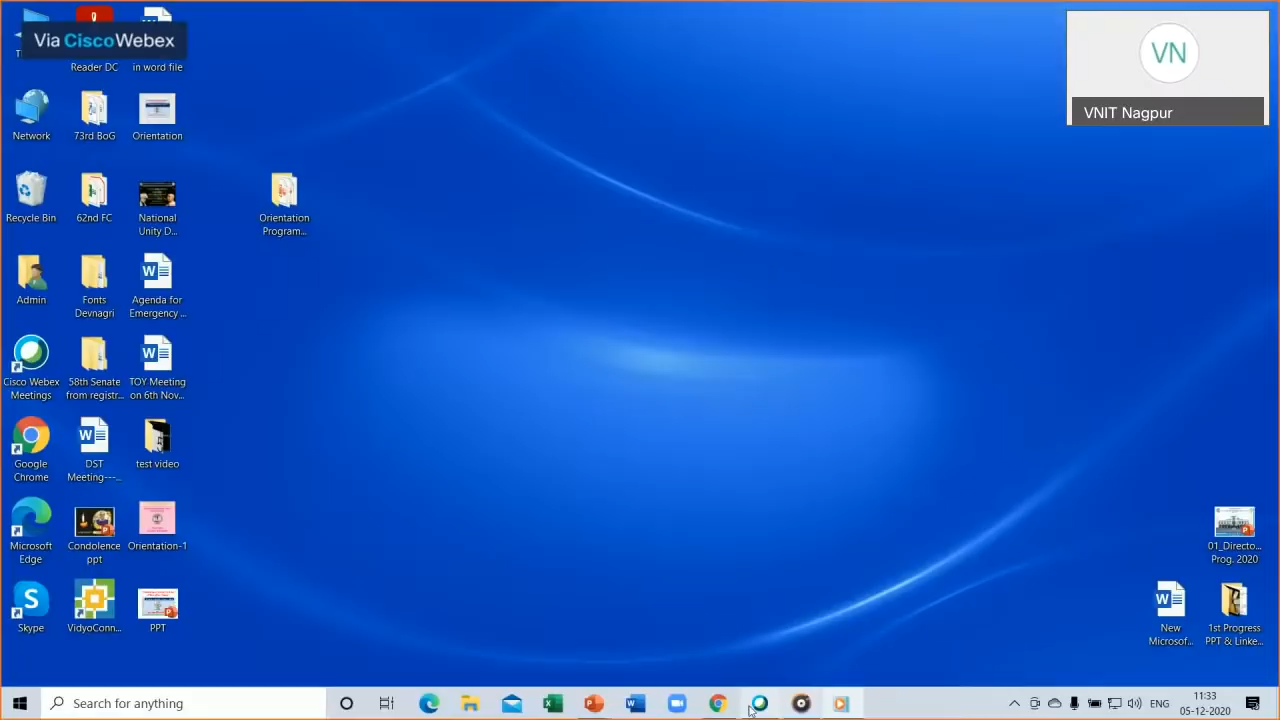 Via CiscoWebex
Reader DC
in word file
VN
VNIT Nagpur
Network
73rd BoG
Orientation
Recycle Bin
62nd FC
National
Unity D...
Orientation
Program...
Admin
Fonts
Devnagri
Agenda for
Emergency ...
Cisco Webex
Meetings
58th Senate
from registr...
TOY Meeting
on 6th Nov...
Google
Chrome
DST
Meeting---...
test video
Microsoft
Edge
Condolence
ppt
Orientation-1
01_Directo...
Prog. 2020
Skype
VidyoConn...
PPT
New
Microsof...
1st Progress
PPT & Linke...
Search for anything
ENG
11:33
05-12-2020